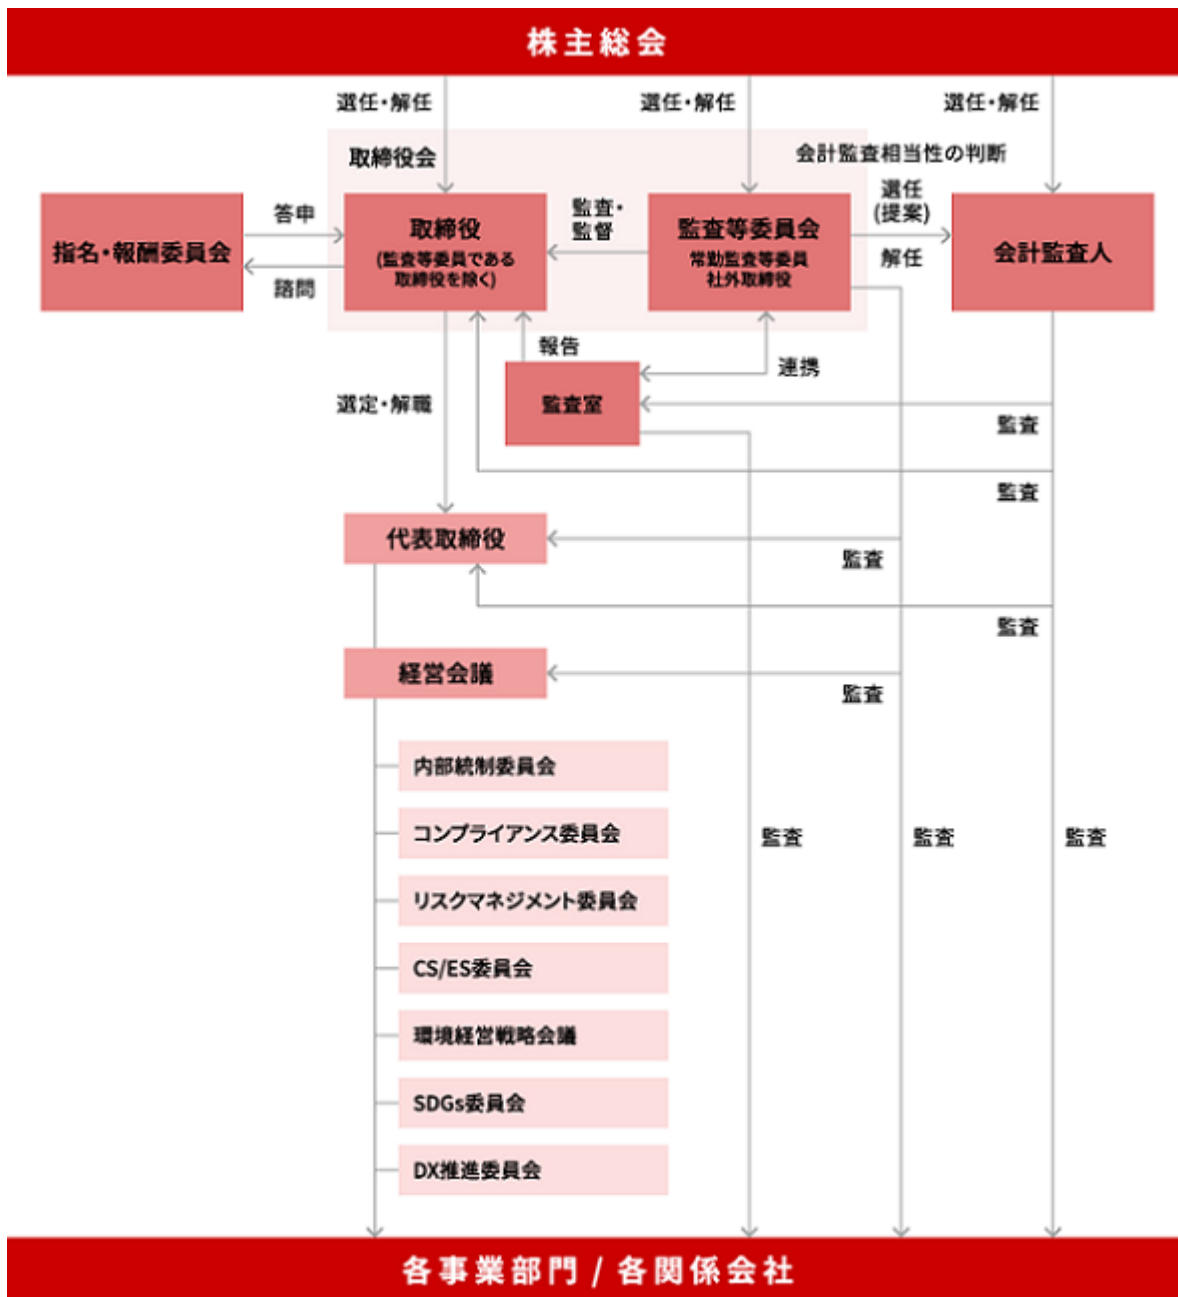 株主総会
選任・解任
選任・解任
選任・解任
取締役会
会計監査相当性の判断
指名・報酬委員会
答申
諮問
取締役
(監査等委員である
取締役を除く)
監査・
監督
監査等委員会
常勤監査等委員
社外取締役
選任
(提案)
解任
会計監査人
報告
連携
監査室
選定・解職
監査
監査
代表取締役
監査
監査
経営会議
監査
内部統制委員会
コンプライアンス委員会
監査
監査
監査
リスクマネジメント委員会
CS/ES委員会
環境経営戦略会議
SDGs委員会
DX推進委員会
各事業部門 / 各関係会社